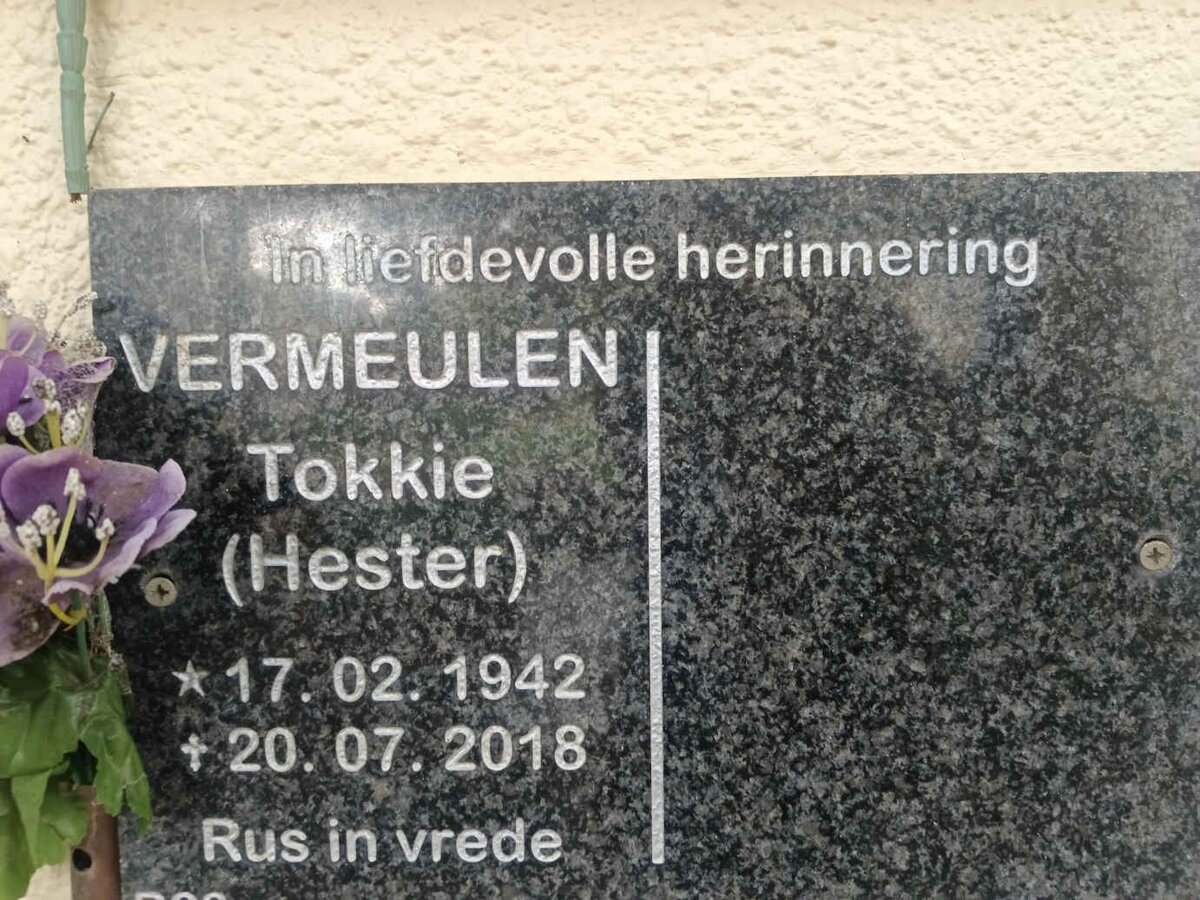 In liefdevolle herinnering
VERMEULEN
Tokkie
(Hester)
★ 17. 02. 1942
✝ 20. 07. 2018
Rus in vrede